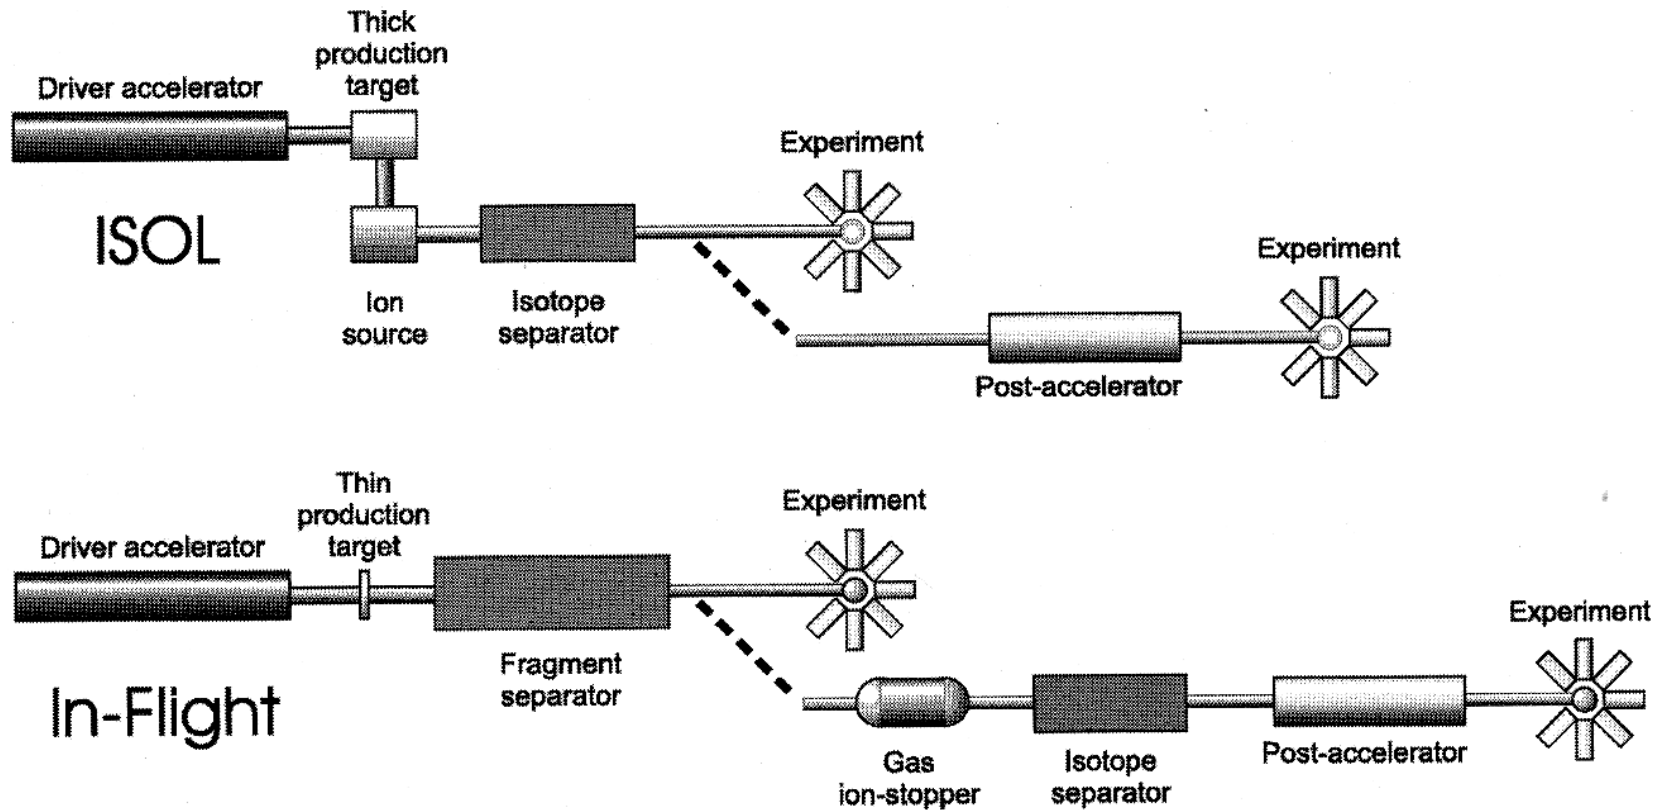 Thick
production
target
Driver accelerator
Experiment
ISOL
Ion
source
Isotope
separator
Experiment
Post-accelerator
Thin
production
target
Driver accelerator
Experiment
Fragment
separator
In-Flight
Experiment
Gas
ion-stopper
Isotope
separator
Post-accelerator